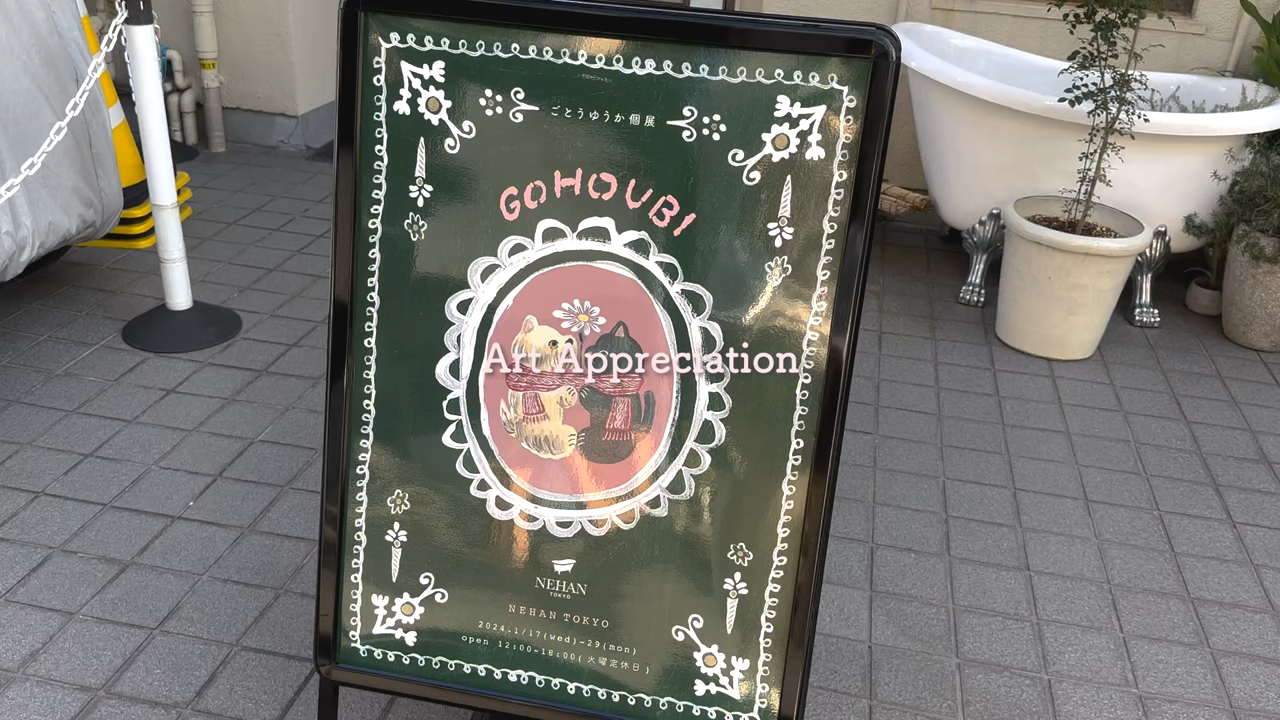 ごとうゆうか個展
GOHOUBI
Art Appreciation
NEHAN
TOKYO
NEHAN TOKYO
2024.1/17(wed)-29(mon)
open 12:00-18:00(火曜定休日)